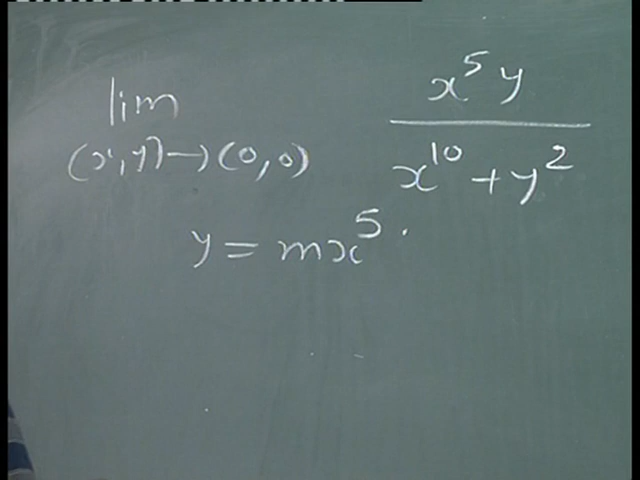 lim x⁵y
(x,y)→(0,0) x¹⁰+y²
y = mx⁵.